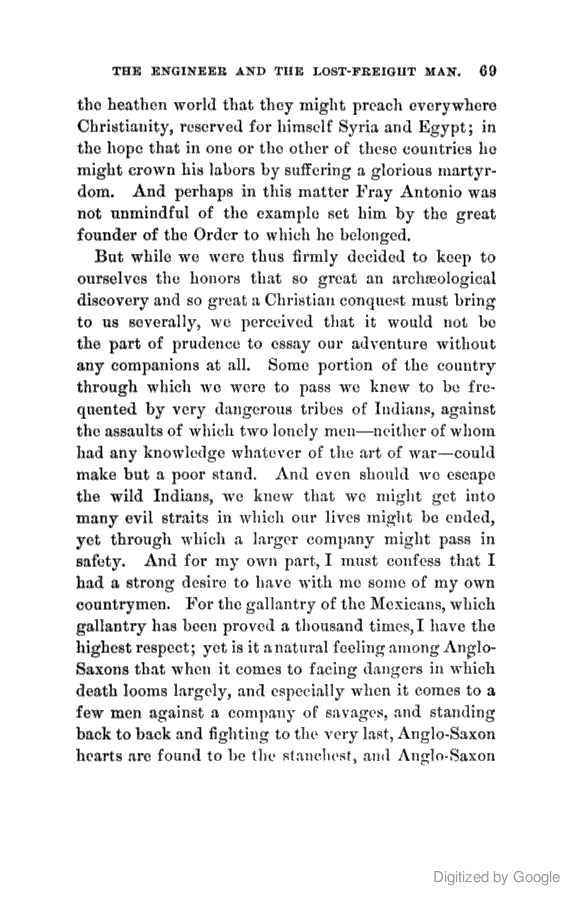 THE ENGINEER AND THE LOST-FREIGHT MAN. 69
the heathen world that they might preach everywhere
Christianity, reserved for himself Syria and Egypt; in
the hope that in one or the other of these countries he
might crown his labors by suffering a glorious martyr-
dom. And perhaps in this matter Fray Antonio was
not unmindful of the example set him by the great
founder of the Order to which he belonged.
But while we were thus firmly decided to keep to
ourselves the honors that so great an archæological
discovery and so great a Christian conquest must bring
to us severally, we perceived that it would not be
the part of prudence to essay our adventure without
any companions at all. Some portion of the country
through which we were to pass we knew to be fre-
quented by very dangerous tribes of Indians, against
the assaults of which two lonely men—neither of whom
had any knowledge whatever of the art of war—could
make but a poor stand. And even should we escape
the wild Indians, we knew that we might get into
many evil straits in which our lives might be ended,
yet through which a larger company might pass in
safety. And for my own part, I must confess that I
had a strong desire to have with me some of my own
countrymen. For the gallantry of the Mexicans, which
gallantry has been proved a thousand times, I have the
highest respect; yet is it a natural feeling among Anglo-
Saxons that when it comes to facing dangers in which
death looms largely, and especially when it comes to a
few men against a company of savages, and standing
back to back and fighting to the very last, Anglo-Saxon
hearts are found to be the stanchest, and Anglo-Saxon
Digitized by Google